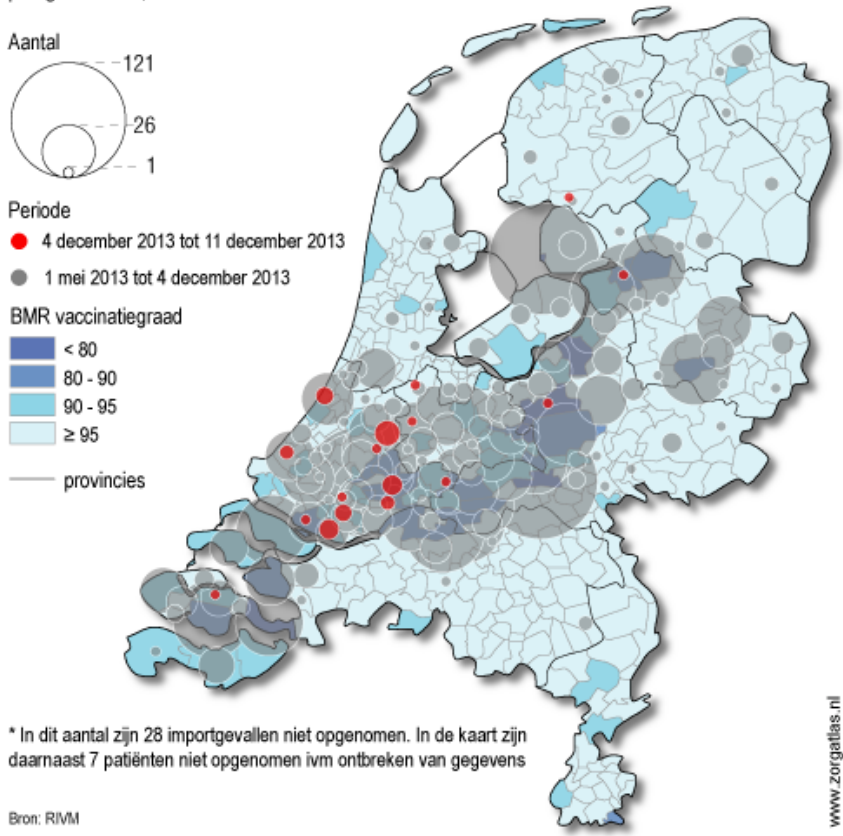 Aantal
121
26
1
Periode
4 december 2013 tot 11 december 2013
1 mei 2013 tot 4 december 2013
BMR vaccinatiegraad
< 80
80 - 90
90 - 95
≥ 95
provincies
* In dit aantal zijn 28 importgevallen niet opgenomen. In de kaart zijn
daarnaast 7 patiënten niet opgenomen ivm ontbreken van gegevens
Bron: RIVM
www.zorgatlas.nl